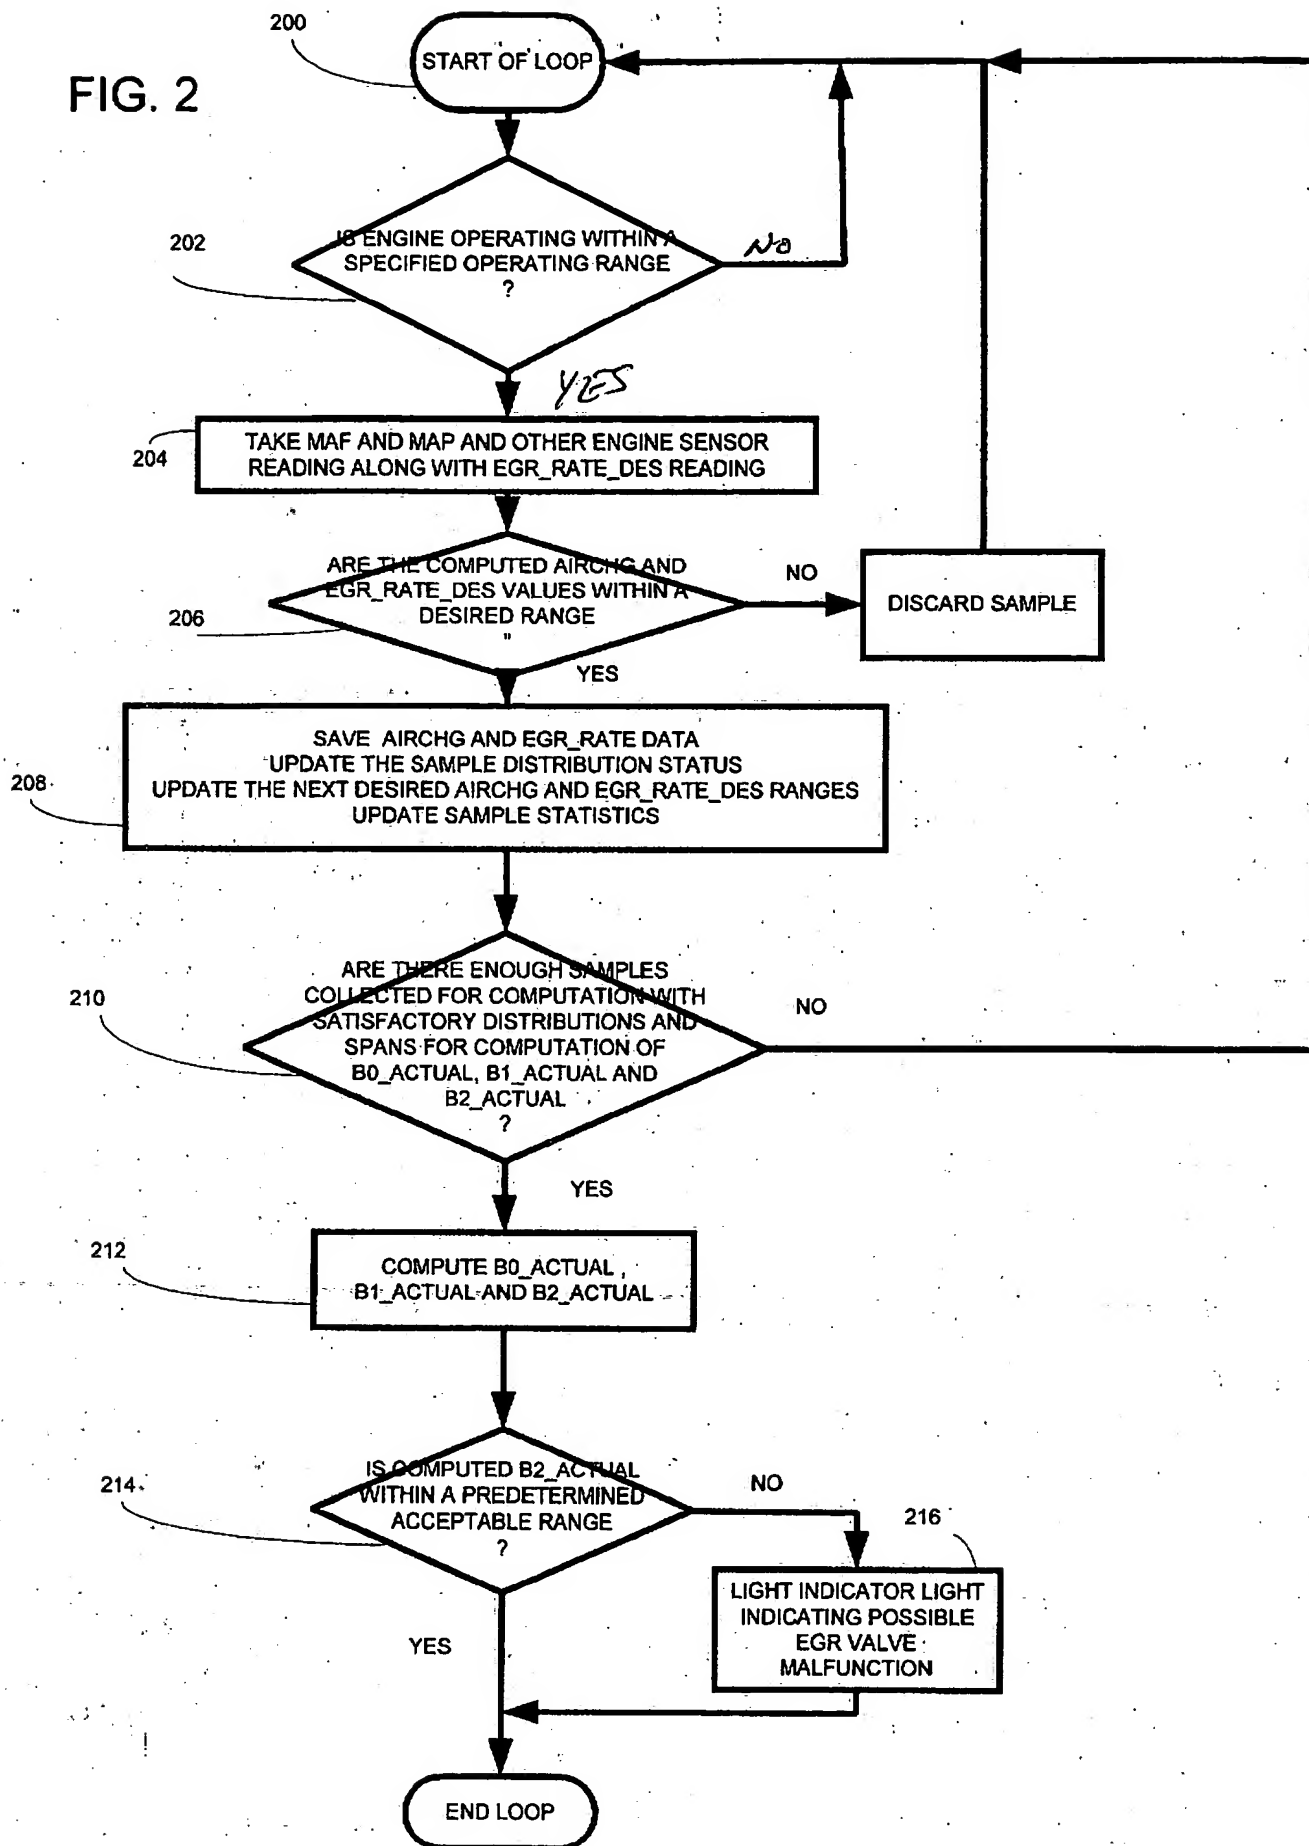 200
START OF LOOP
FIG. 2
202
IS ENGINE OPERATING WITHIN A
SPECIFIED OPERATING RANGE
?
NO
YES
204
TAKE MAF AND MAP AND OTHER ENGINE SENSOR
READING ALONG WITH EGR_RATE_DES READING
206
ARE THE COMPUTED AIRCHG AND
EGR_RATE_DES VALUES WITHIN A
DESIRED RANGE
"
NO
DISCARD SAMPLE
YES
208
SAVE AIRCHG AND EGR_RATE DATA
UPDATE THE SAMPLE DISTRIBUTION STATUS
UPDATE THE NEXT DESIRED AIRCHG AND EGR_RATE_DES RANGES
UPDATE SAMPLE STATISTICS
210
ARE THERE ENOUGH SAMPLES
COLLECTED FOR COMPUTATION WITH
SATISFACTORY DISTRIBUTIONS AND
SPANS FOR COMPUTATION OF
B0_ACTUAL, B1_ACTUAL AND
B2_ACTUAL
?
NO
YES
212
COMPUTE B0_ACTUAL ,
B1_ACTUAL AND B2_ACTUAL
214
IS COMPUTED B2_ACTUAL
WITHIN A PREDETERMINED
ACCEPTABLE RANGE
?
NO
216
LIGHT INDICATOR LIGHT
INDICATING POSSIBLE
EGR VALVE
MALFUNCTION
YES
END LOOP